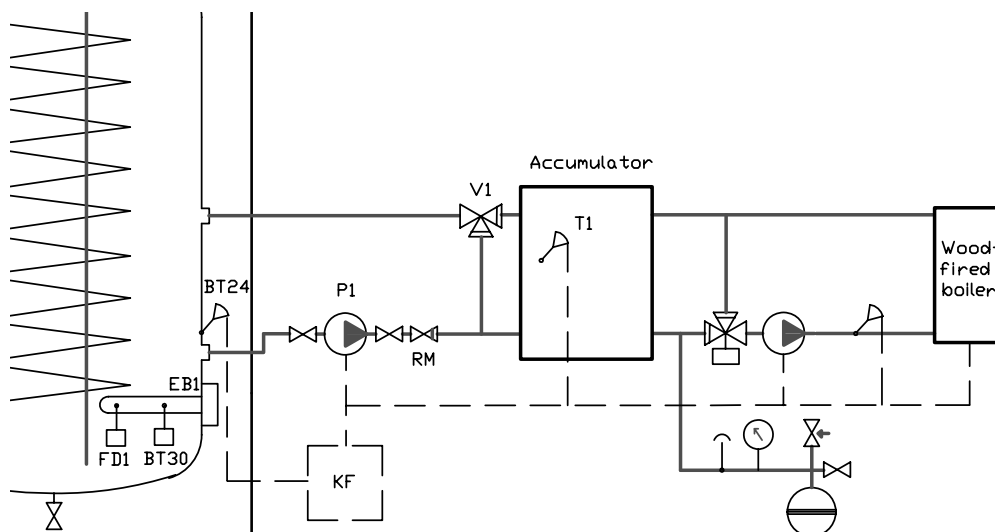 Accumulator
V1
T1
Wood-
fired
boiler
BT24
P1
RM
EB1
FD1
BT30
KF